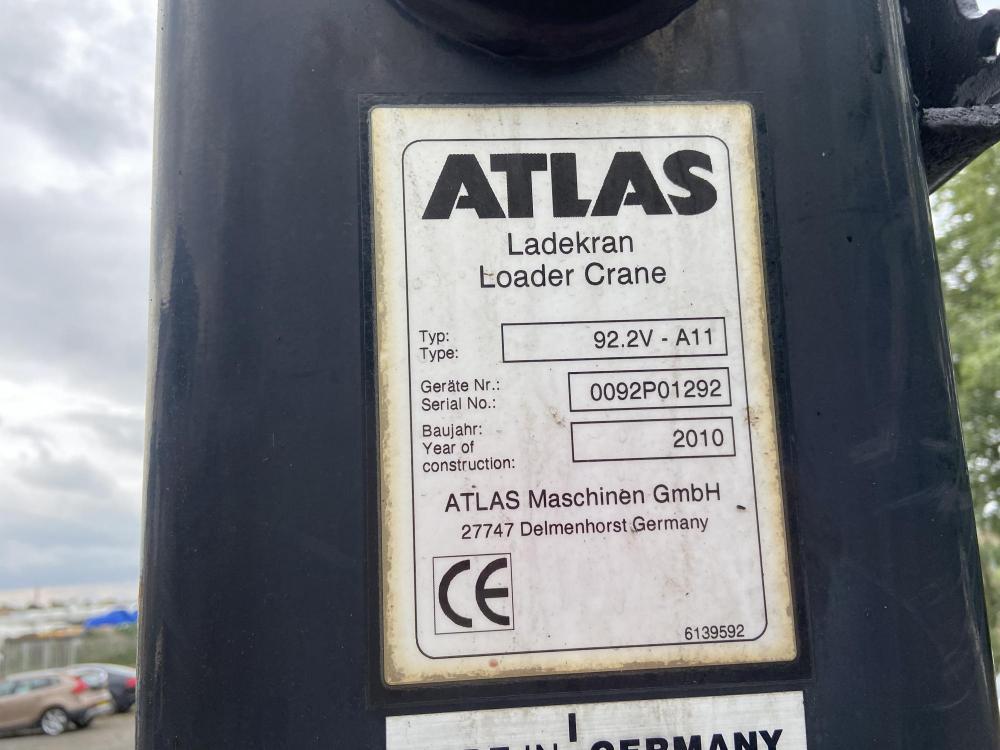 ATLAS
Ladekran
Loader Crane
Typ:
Type:
92.2V - A11
Geräte Nr.:
Serial No.:
0092P01292
Baujahr:
Year of
construction:
2010
ATLAS Maschinen GmbH
27747 Delmenhorst Germany
CE
6139592
IN GERMANY